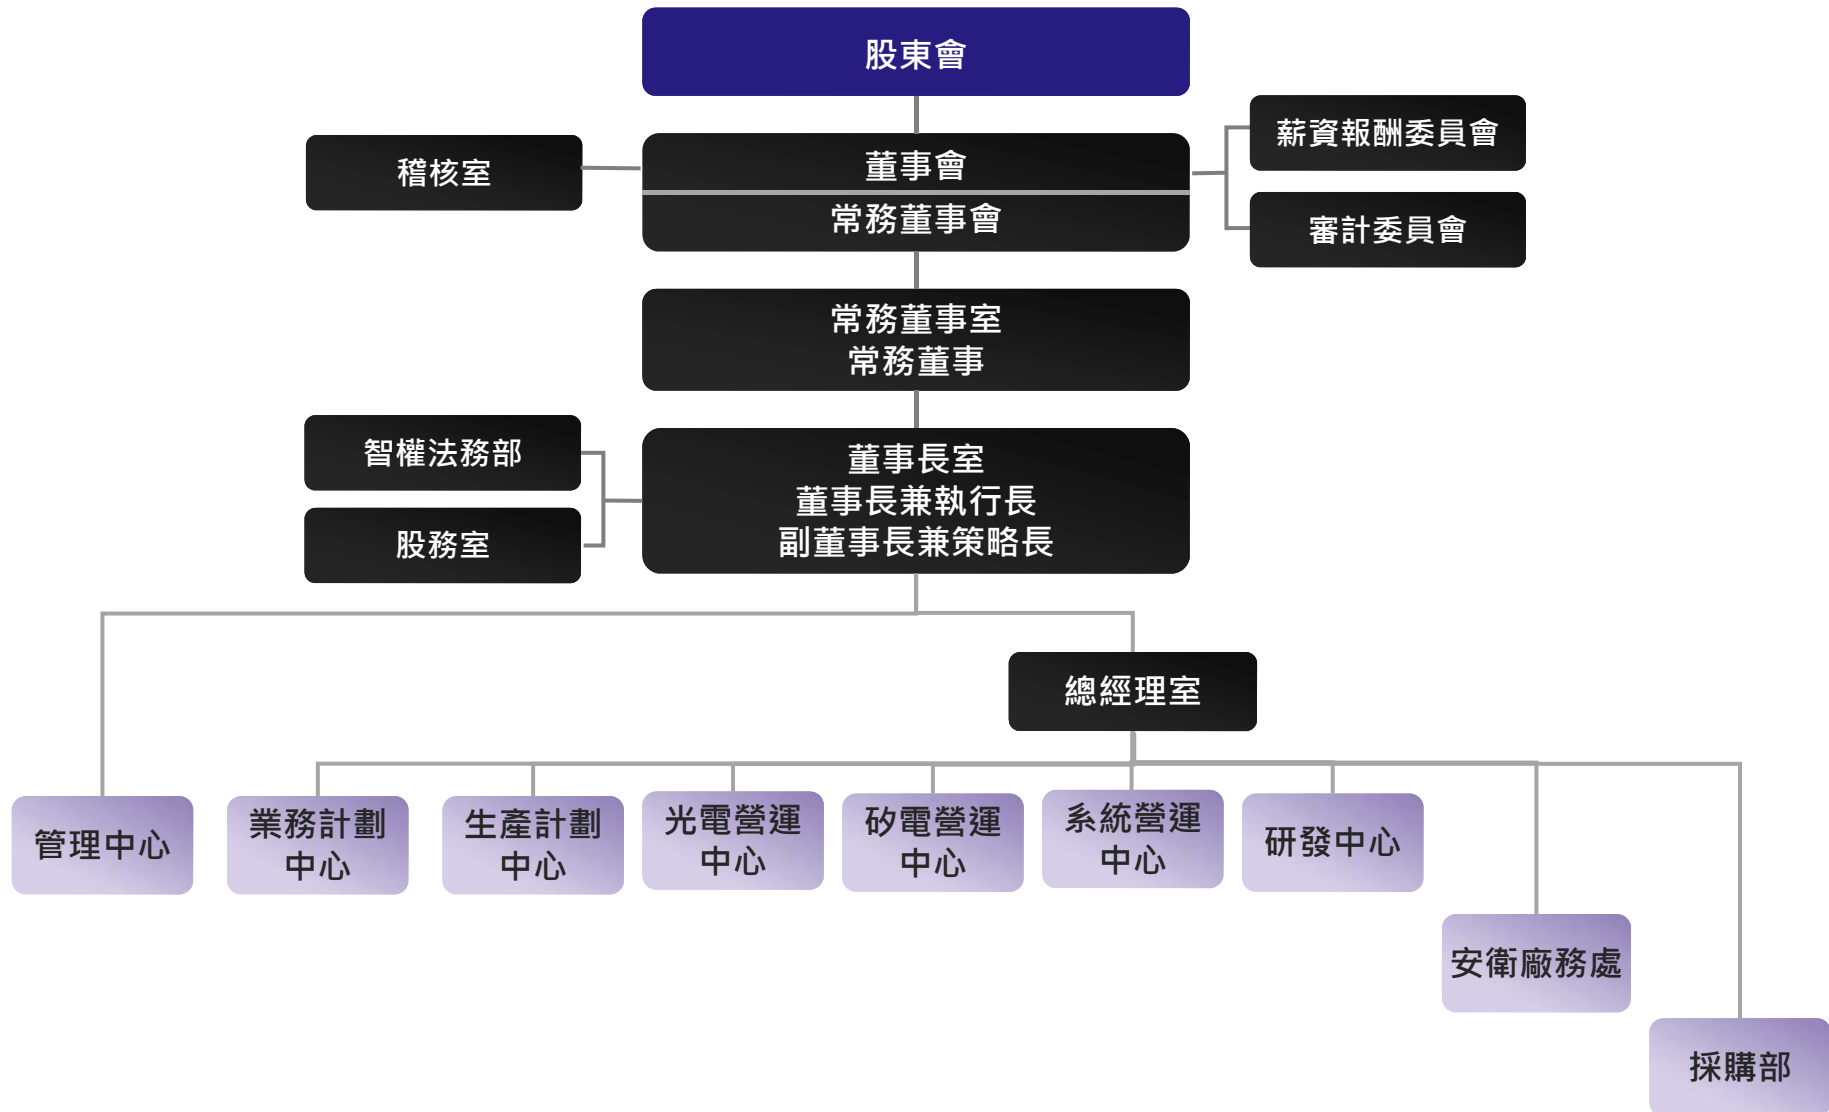 股東會
稽核室
董事會
常務董事會
薪資報酬委員會
審計委員會
常務董事室
常務董事
智權法務部
股務室
董事長室
董事長兼執行長
副董事長兼策略長
總經理室
管理中心
業務計劃
中心
生產計劃
中心
光電營運
中心
矽電營運
中心
系統營運
中心
研發中心
安衛廠務處
採購部